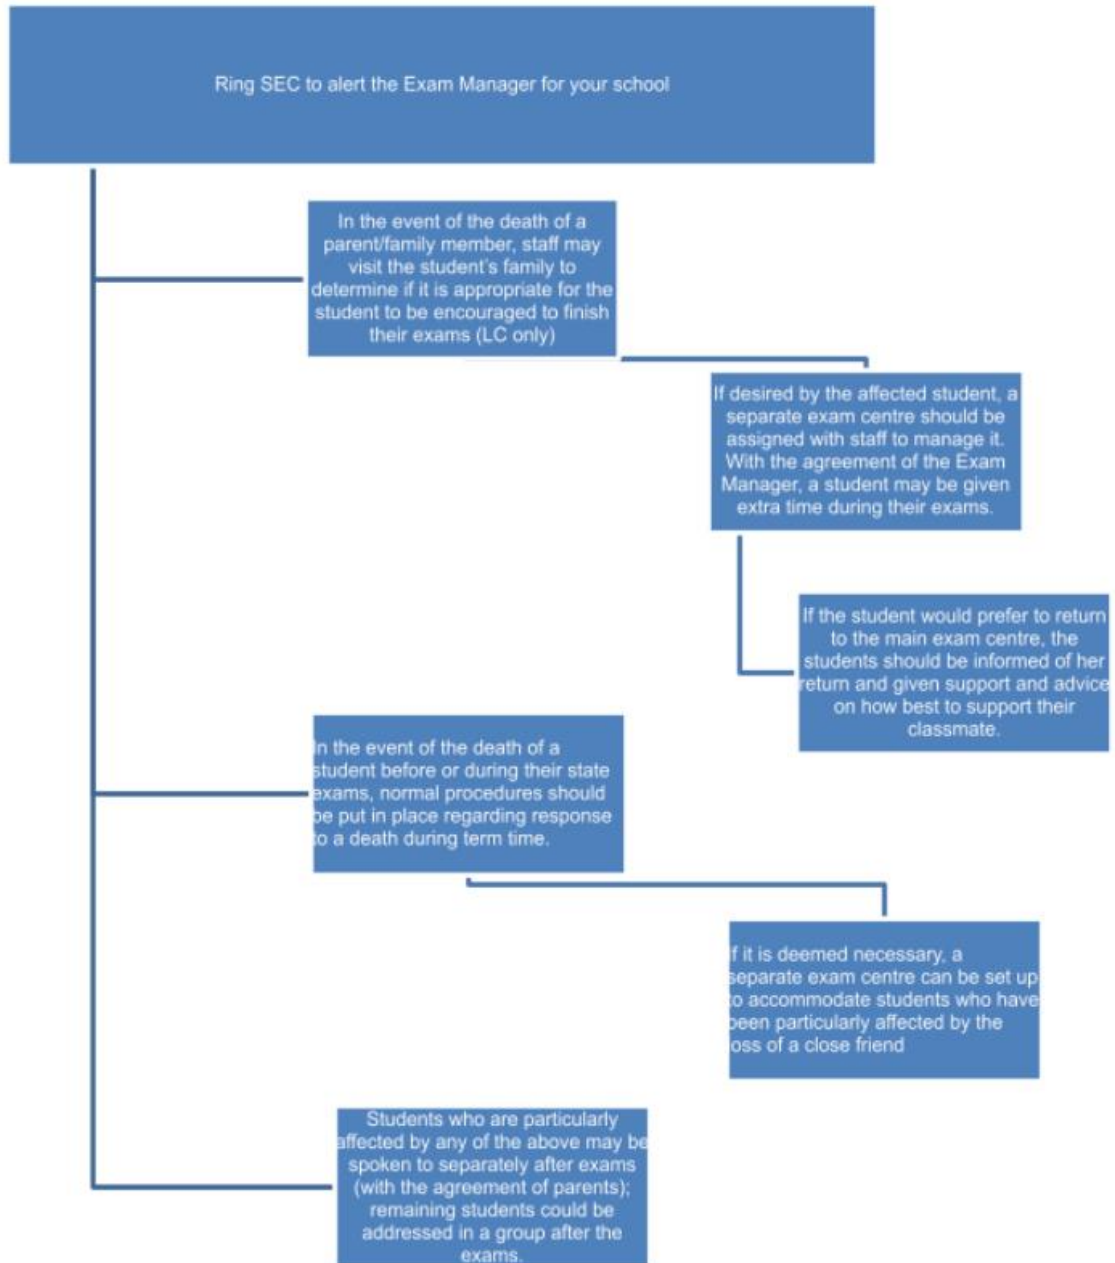 Ring SEC to alert the Exam Manager for your school
In the event of the death of a
parent/family member, staff may
visit the student's family to
determine if it is appropriate for the
student to be encouraged to finish
their exams (LC only)
If desired by the affected student, a
separate exam centre should be
assigned with staff to manage it.
With the agreement of the Exam
Manager, a student may be given
extra time during their exams.
If the student would prefer to return
to the main exam centre, the
students should be informed of her
return and given support and advice
on how best to support their
classmate.
In the event of the death of a
student before or during their state
exams, normal procedures should
be put in place regarding response
to a death during term time.
If it is deemed necessary, a
separate exam centre can be set up
to accommodate students who have
been particularly affected by the
loss of a close friend
Students who are particularly
affected by any of the above may be
spoken to separately after exams
(with the agreement of parents);
remaining students could be
addressed in a group after the
exams.